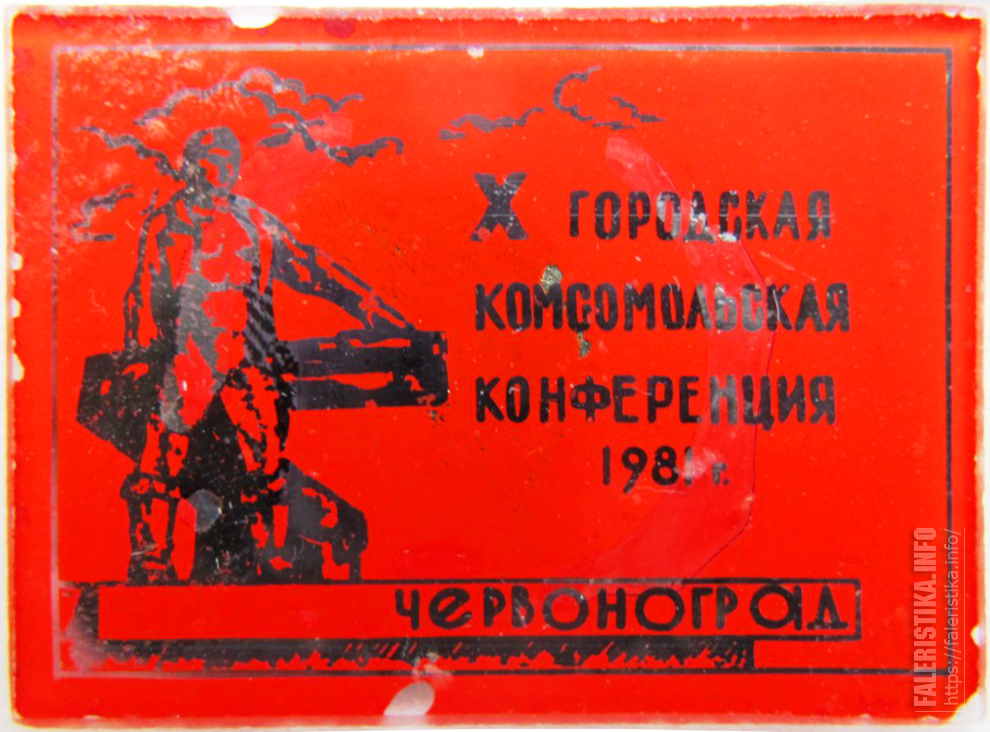 X ГОРОДСКАЯ
КОМСОМОЛЬСКАЯ
КОНФЕРЕНЦИЯ
1981 г.
ЧЕРВОНОГРАД
FALERISTIKA.INFO
https://faleristika.info/